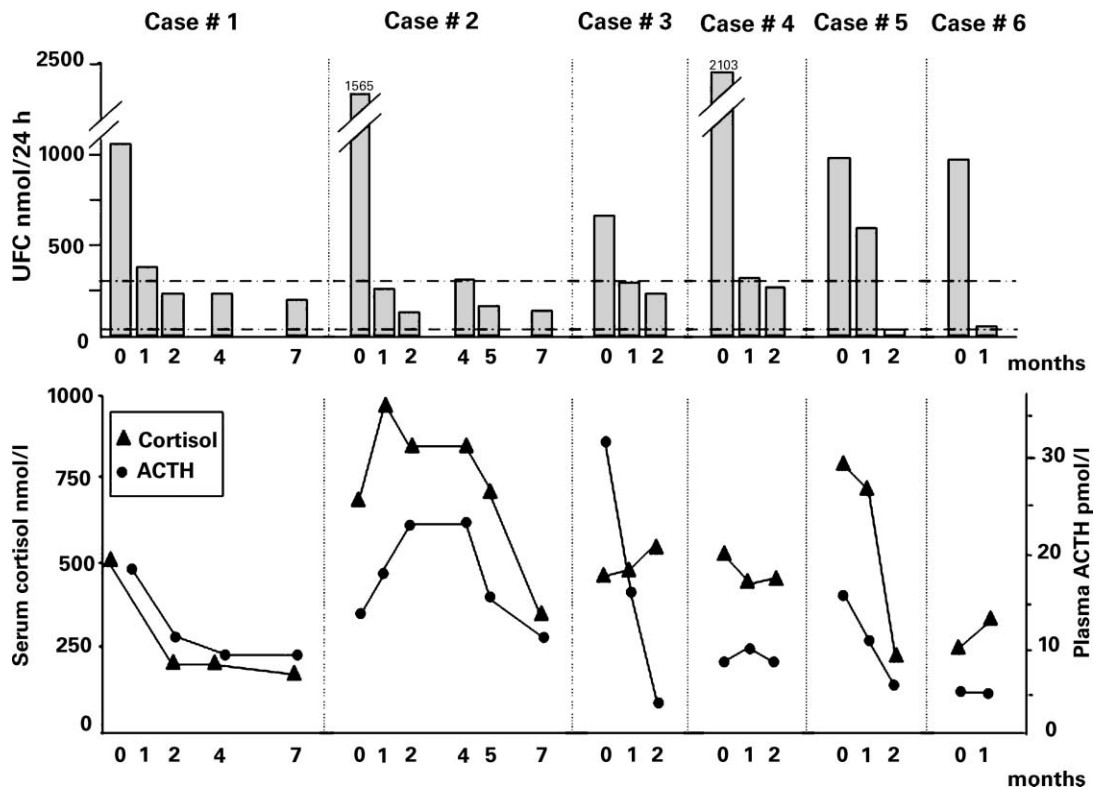 Case # 1 Case # 2 Case # 3 Case # 4 Case # 5 Case # 6
UFC nmol/24 h
2500
1000
500
0
1565
2103
0 1 2 4 7 0 1 2 4 5 7 0 1 2 0 1 2 0 1 2 0 1 months
Serum cortisol nmol/l
1000
750
500
250
0
Cortisol
ACTH
30
20
10
0
Plasma ACTH pmol/l
0 1 2 4 7 0 1 2 4 5 7 0 1 2 0 1 2 0 1 2 0 1
months